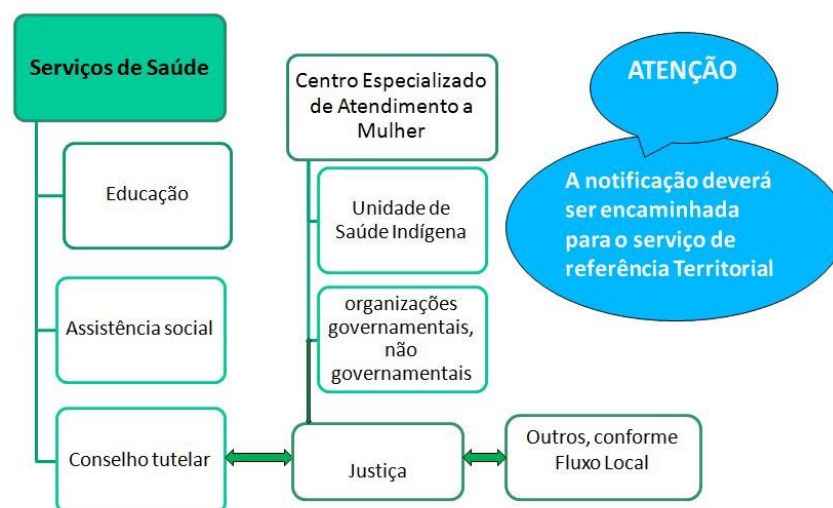 Serviços de Saúde
Educação
Assistência social
Conselho tutelar
Centro Especializado
de Atendimento a
Mulher
Unidade de
Saúde Indígena
organizações
governamentais,
não
governamentais
Justiça
Outros, conforme
Fluxo Local
ATENÇÃO
A notificação deverá
ser encaminhada
para o serviço de
referência Territorial